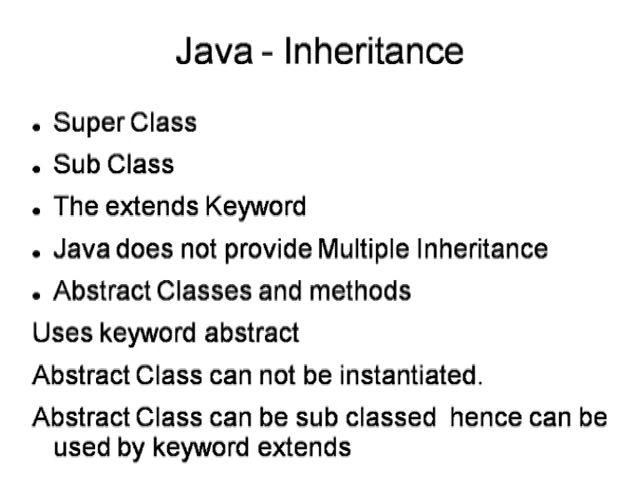 Java - Inheritance
• Super Class
• Sub Class
• The extends Keyword
• Java does not provide Multiple Inheritance
• Abstract Classes and methods
Uses keyword abstract
Abstract Class can not be instantiated.
Abstract Class can be sub classed hence can be
used by keyword extends